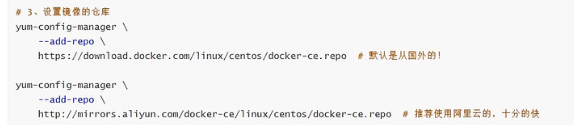 # 3、设置镜像的仓库
yum-config-manager \
--add-repo \
https://download.docker.com/linux/centos/docker-ce.repo # 默认是从国外的!
yum-config-manager \
--add-repo \
http://mirrors.aliyun.com/docker-ce/linux/centos/docker-ce.repo # 推荐使用阿里云的，十分的快